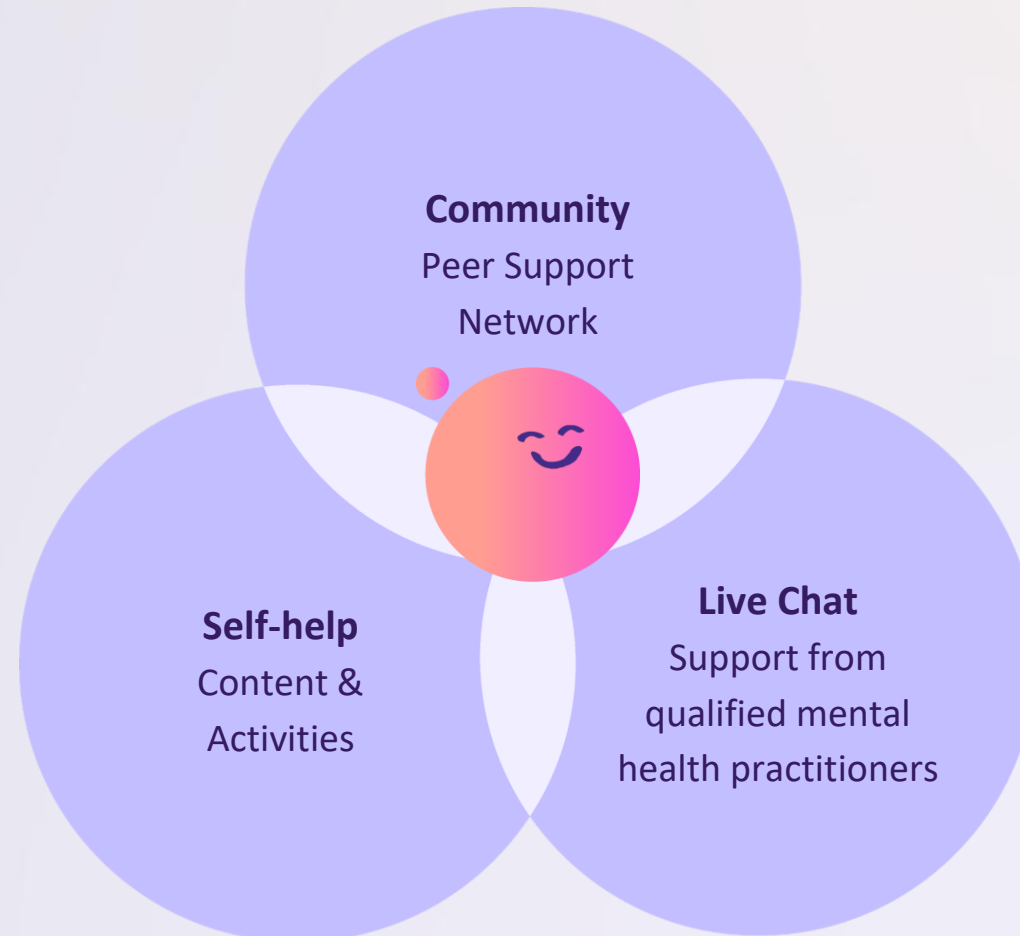 Community
Peer Support
Network
Self-help
Content &
Activities
Live Chat
Support from
qualified mental
health practitioners